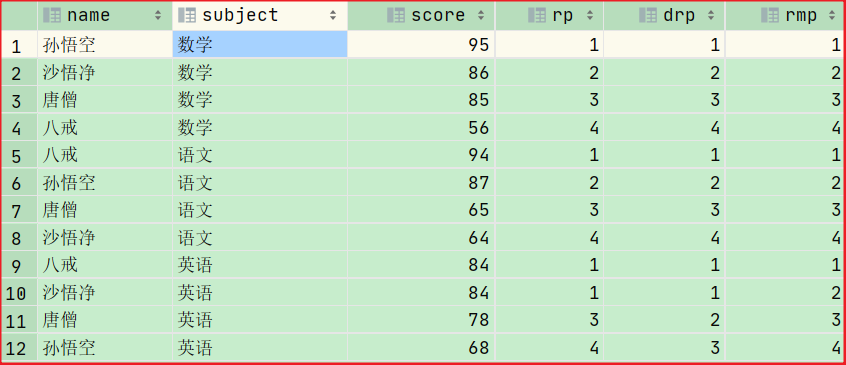 name subject score rp drp rmp
1 孙悟空 数学 95 1 1 1
2 沙悟净 数学 86 2 2 2
3 唐僧 数学 85 3 3 3
4 八戒 数学 56 4 4 4
5 八戒 语文 94 1 1 1
6 孙悟空 语文 87 2 2 2
7 唐僧 语文 65 3 3 3
8 沙悟净 语文 64 4 4 4
9 八戒 英语 84 1 1 1
10 沙悟净 英语 84 1 1 2
11 唐僧 英语 78 3 2 3
12 孙悟空 英语 68 4 3 4